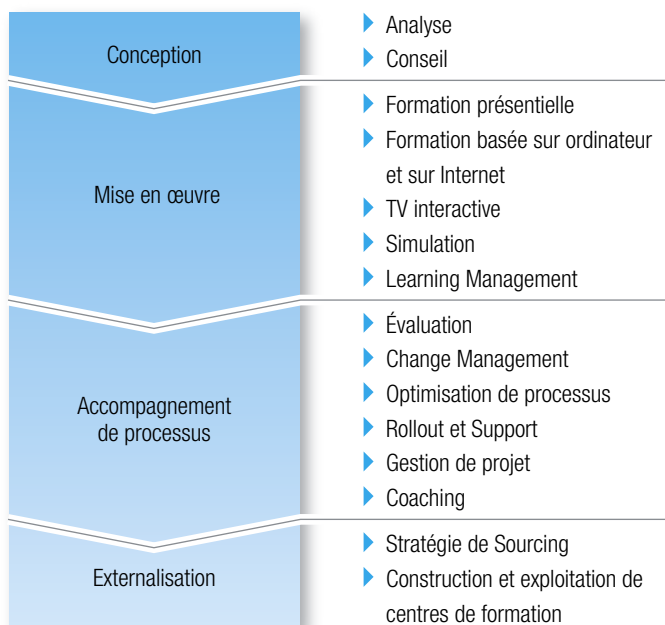 Conception
Analyse
Conseil
Mise en œuvre
Formation présentielle
Formation basée sur ordinateur
et sur Internet
TV interactive
Simulation
Learning Management
Accompagnement
de processus
Évaluation
Change Management
Optimisation de processus
Rollout et Support
Gestion de projet
Coaching
Externalisation
Stratégie de Sourcing
Construction et exploitation de
centres de formation